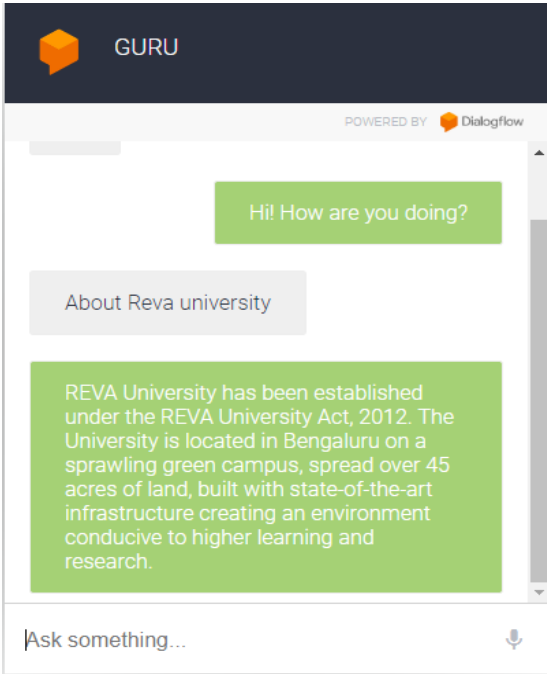 GURU
POWERED BY Dialogflow
Hi! How are you doing?
About Reva university
REVA University has been established
under the REVA University Act, 2012. The
University is located in Bengaluru on a
sprawling green campus, spread over 45
acres of land, built with state-of-the-art
infrastructure creating an environment
conducive to higher learning and
research.
Ask something...